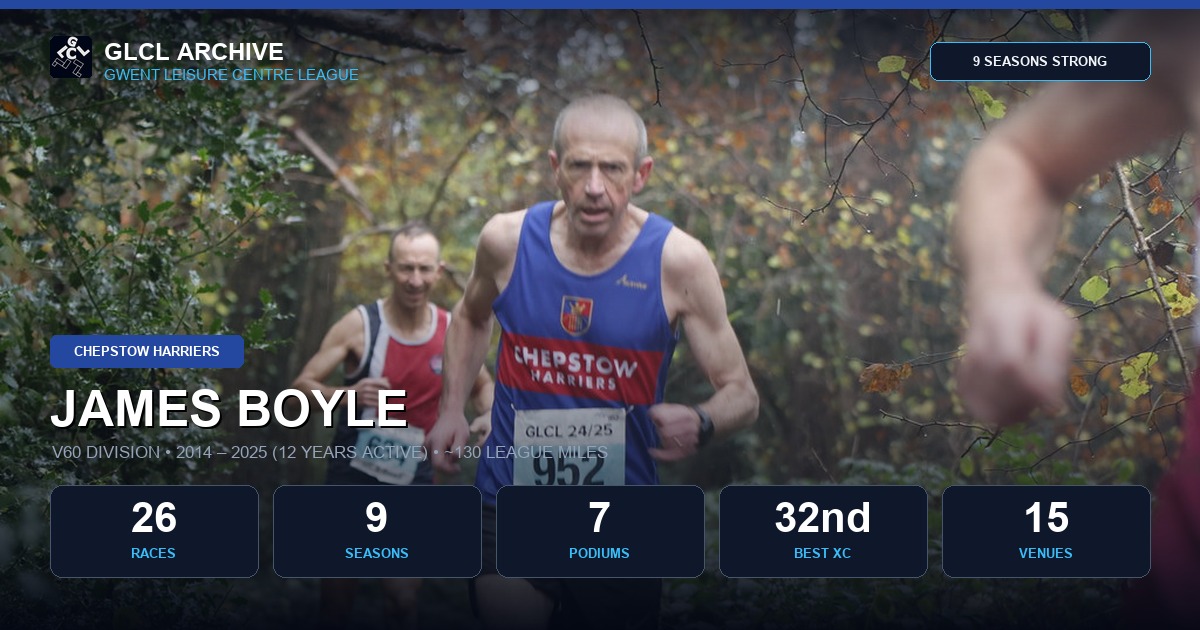 GLCL ARCHIVE
GWENT LEISURE CENTRE LEAGUE
9 SEASONS STRONG
CHEPSTOW
HARRIERS
GLCL 24/25
952
CHEPSTOW HARRIERS
JAMES BOYLE
V60 DIVISION • 2014 – 2025 (12 YEARS ACTIVE) • ~130 LEAGUE MILES
26
RACES
9
SEASONS
7
PODIUMS
32nd
BEST XC
15
VENUES